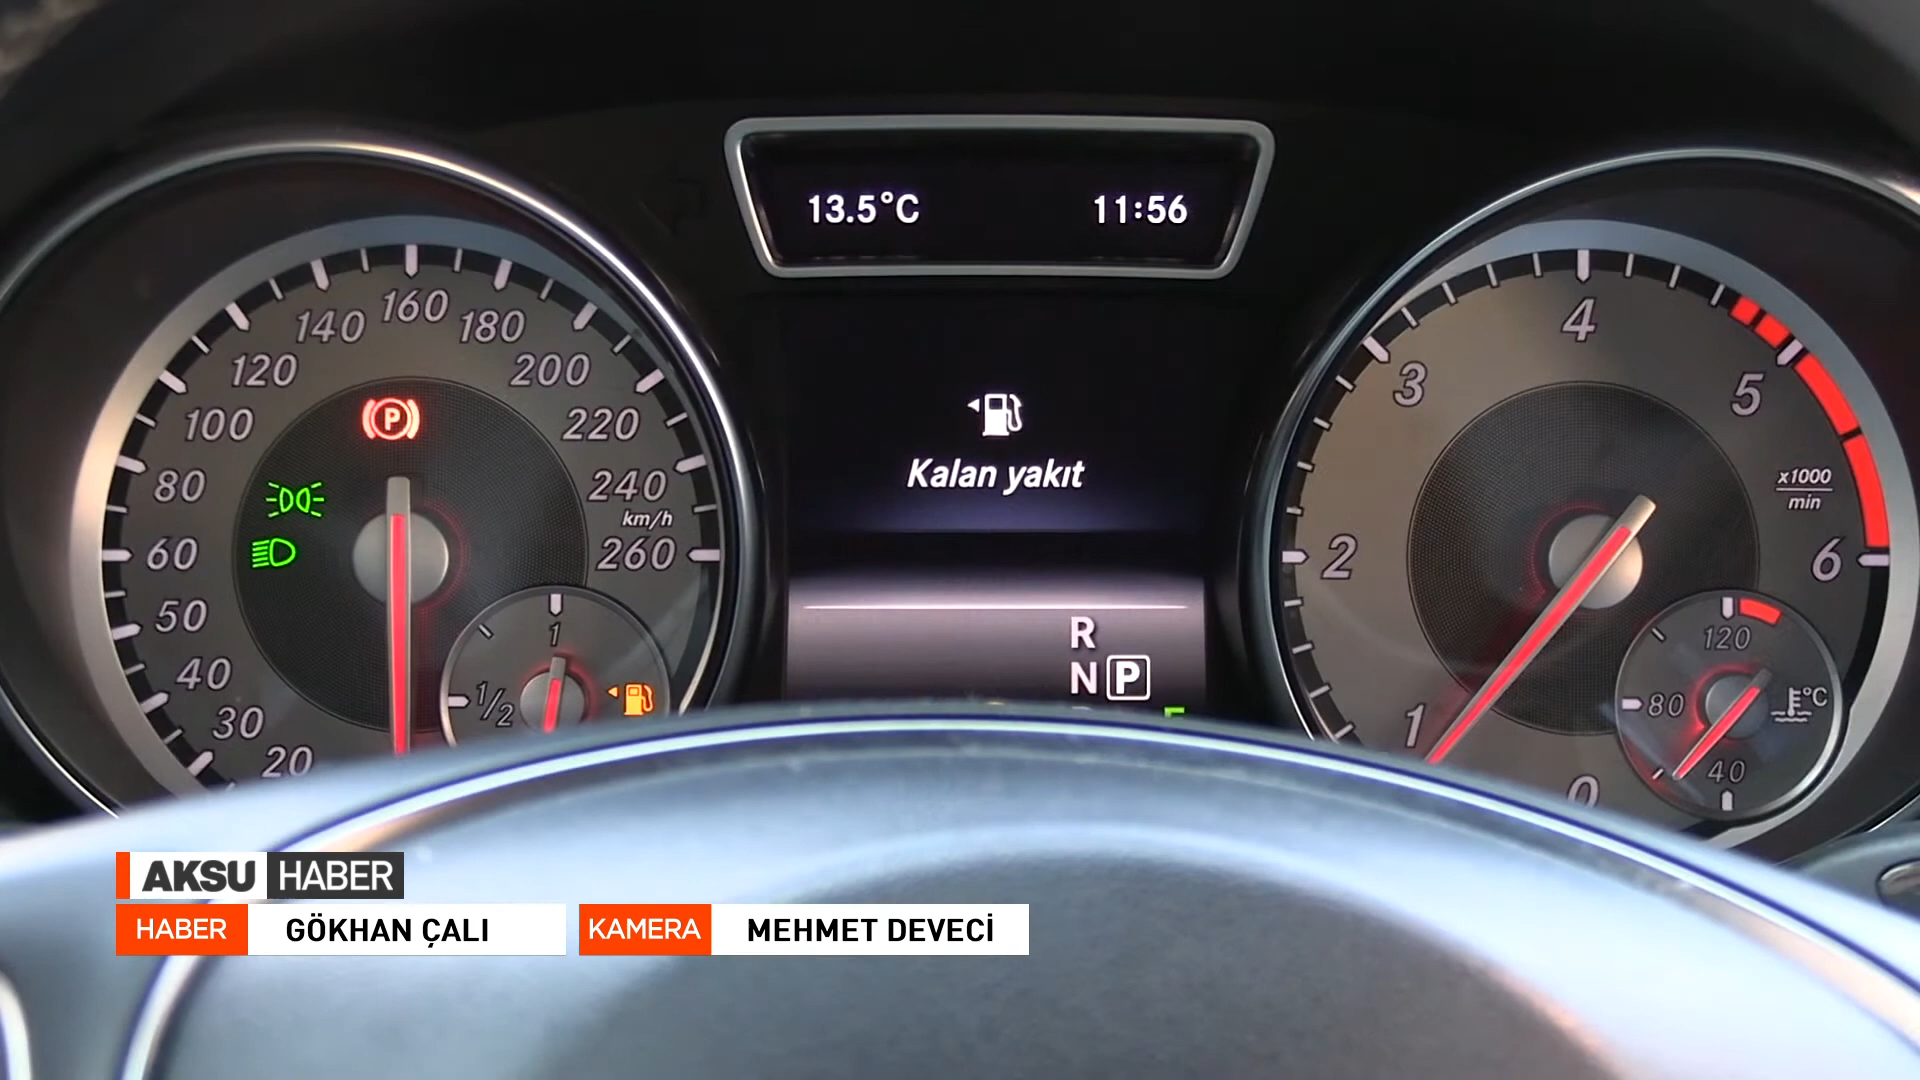 13.5°C 11:56
20
30
40
50
60
80
100
120
140
160
180
200
220
240
km/h
260
P
1/2
1
Kalan yakıt
R
N P
0
1
2
3
4
5
6
x1000
min
40
80
120
°C
AKSU HABER
HABER GÖKHAN ÇALI KAMERA MEHMET DEVECİ